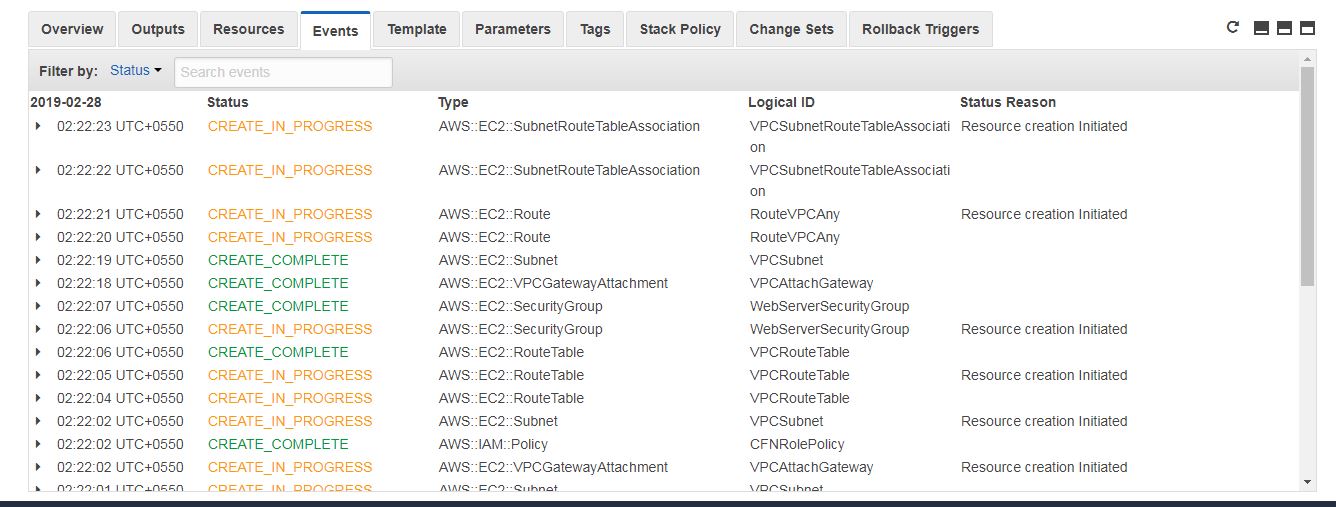 Overview Outputs Resources Events Template Parameters Tags Stack Policy Change Sets Rollback Triggers
Filter by: Status Search events
2019-02-28 Status Type Logical ID Status Reason
02:22:23 UTC+0550 CREATE_IN_PROGRESS AWS::EC2::SubnetRouteTableAssociation VPCSubnetRouteTableAssociati Resource creation Initiated
on
02:22:22 UTC+0550 CREATE_IN_PROGRESS AWS::EC2::SubnetRouteTableAssociation VPCSubnetRouteTableAssociati
on
02:22:21 UTC+0550 CREATE_IN_PROGRESS AWS::EC2::Route RouteVPCAny Resource creation Initiated
02:22:20 UTC+0550 CREATE_IN_PROGRESS AWS::EC2::Route RouteVPCAny
02:22:19 UTC+0550 CREATE_COMPLETE AWS::EC2::Subnet VPCSubnet
02:22:18 UTC+0550 CREATE_COMPLETE AWS::EC2::VPCGatewayAttachment VPCAttachGateway
02:22:07 UTC+0550 CREATE_COMPLETE AWS::EC2::SecurityGroup WebServerSecurityGroup
02:22:06 UTC+0550 CREATE_IN_PROGRESS AWS::EC2::SecurityGroup WebServerSecurityGroup Resource creation Initiated
02:22:06 UTC+0550 CREATE_COMPLETE AWS::EC2::RouteTable VPCRouteTable
02:22:05 UTC+0550 CREATE_IN_PROGRESS AWS::EC2::RouteTable VPCRouteTable Resource creation Initiated
02:22:04 UTC+0550 CREATE_IN_PROGRESS AWS::EC2::RouteTable VPCRouteTable
02:22:02 UTC+0550 CREATE_IN_PROGRESS AWS::EC2::Subnet VPCSubnet Resource creation Initiated
02:22:02 UTC+0550 CREATE_COMPLETE AWS::IAM::Policy CFNRolePolicy
02:22:02 UTC+0550 CREATE_IN_PROGRESS AWS::EC2::VPCGatewayAttachment VPCAttachGateway Resource creation Initiated
02:22:01 UTC+0550 CREATE_IN_PROGRESS AWS::EC2::Subnet VPCSubnet